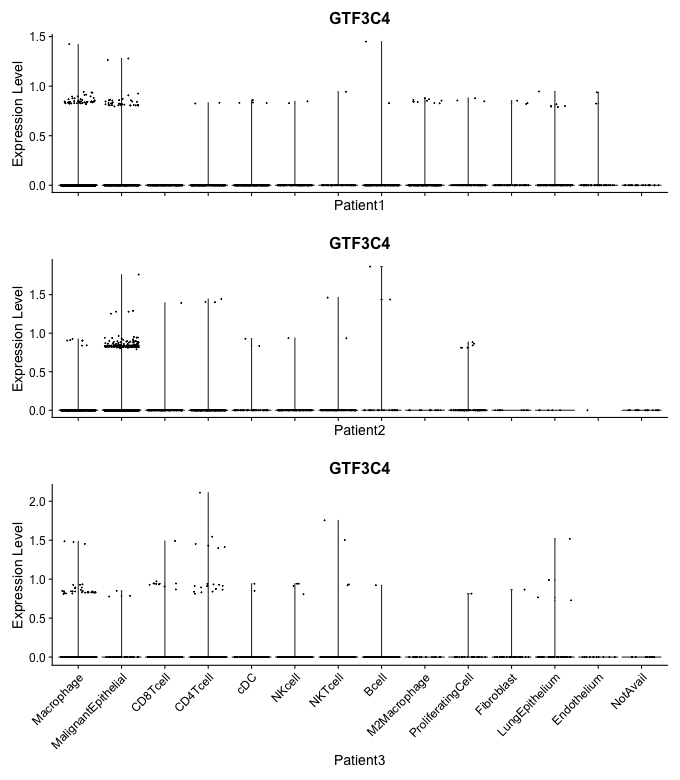 GTF3C4
Expression Level
1.5
1.0
0.5
0.0
Patient1
GTF3C4
Expression Level
1.5
1.0
0.5
0.0
Patient2
GTF3C4
Expression Level
2.0
1.5
1.0
0.5
0.0
Macrophage
MalignantEpithelial
CD8Tcell
CD4Tcell
cDC
NKcell
NKTcell
Bcell
M2Macrophage
ProliferatingCell
Fibroblast
LungEpithelium
Endothelium
NotAvail
Patient3